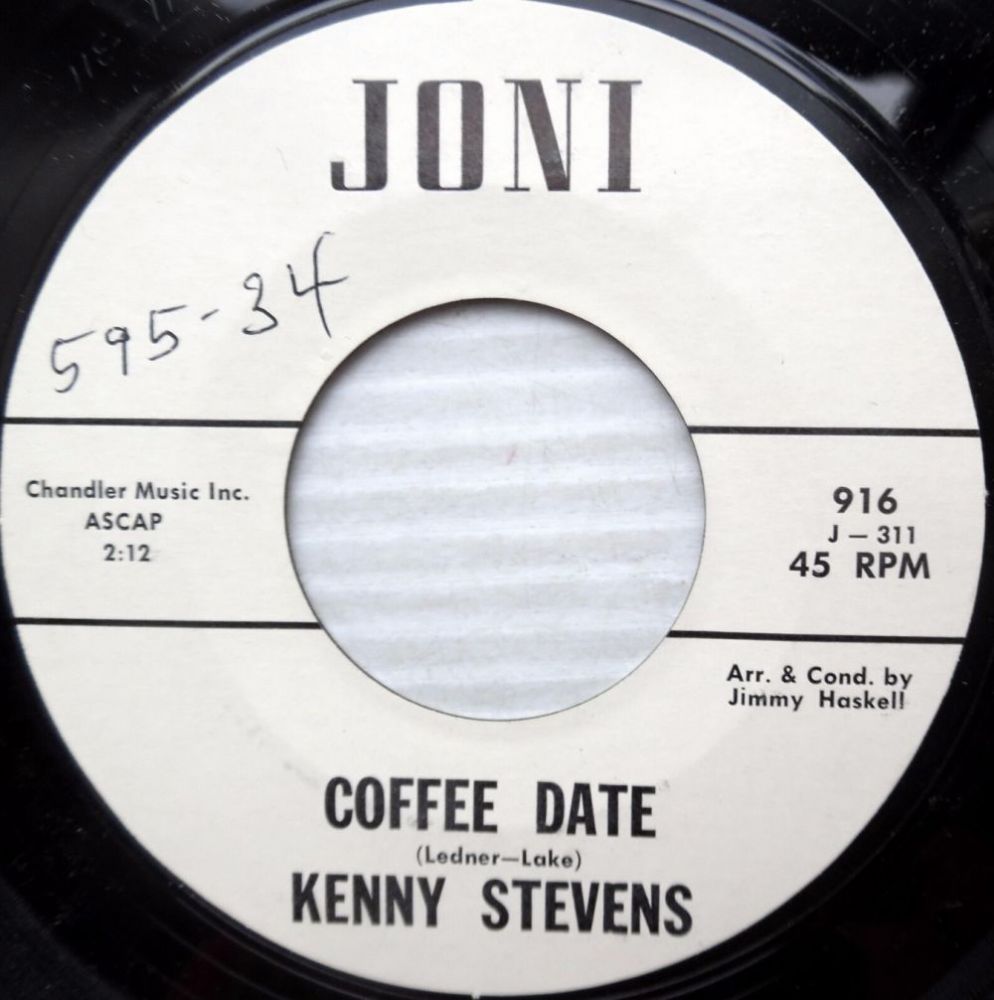 JONI
595-34
Chandler Music Inc.
ASCAP
2:12
916
J — 311
45 RPM
Arr. & Cond. by
Jimmy Haskell
COFFEE DATE
(Ledner—Lake)
KENNY STEVENS